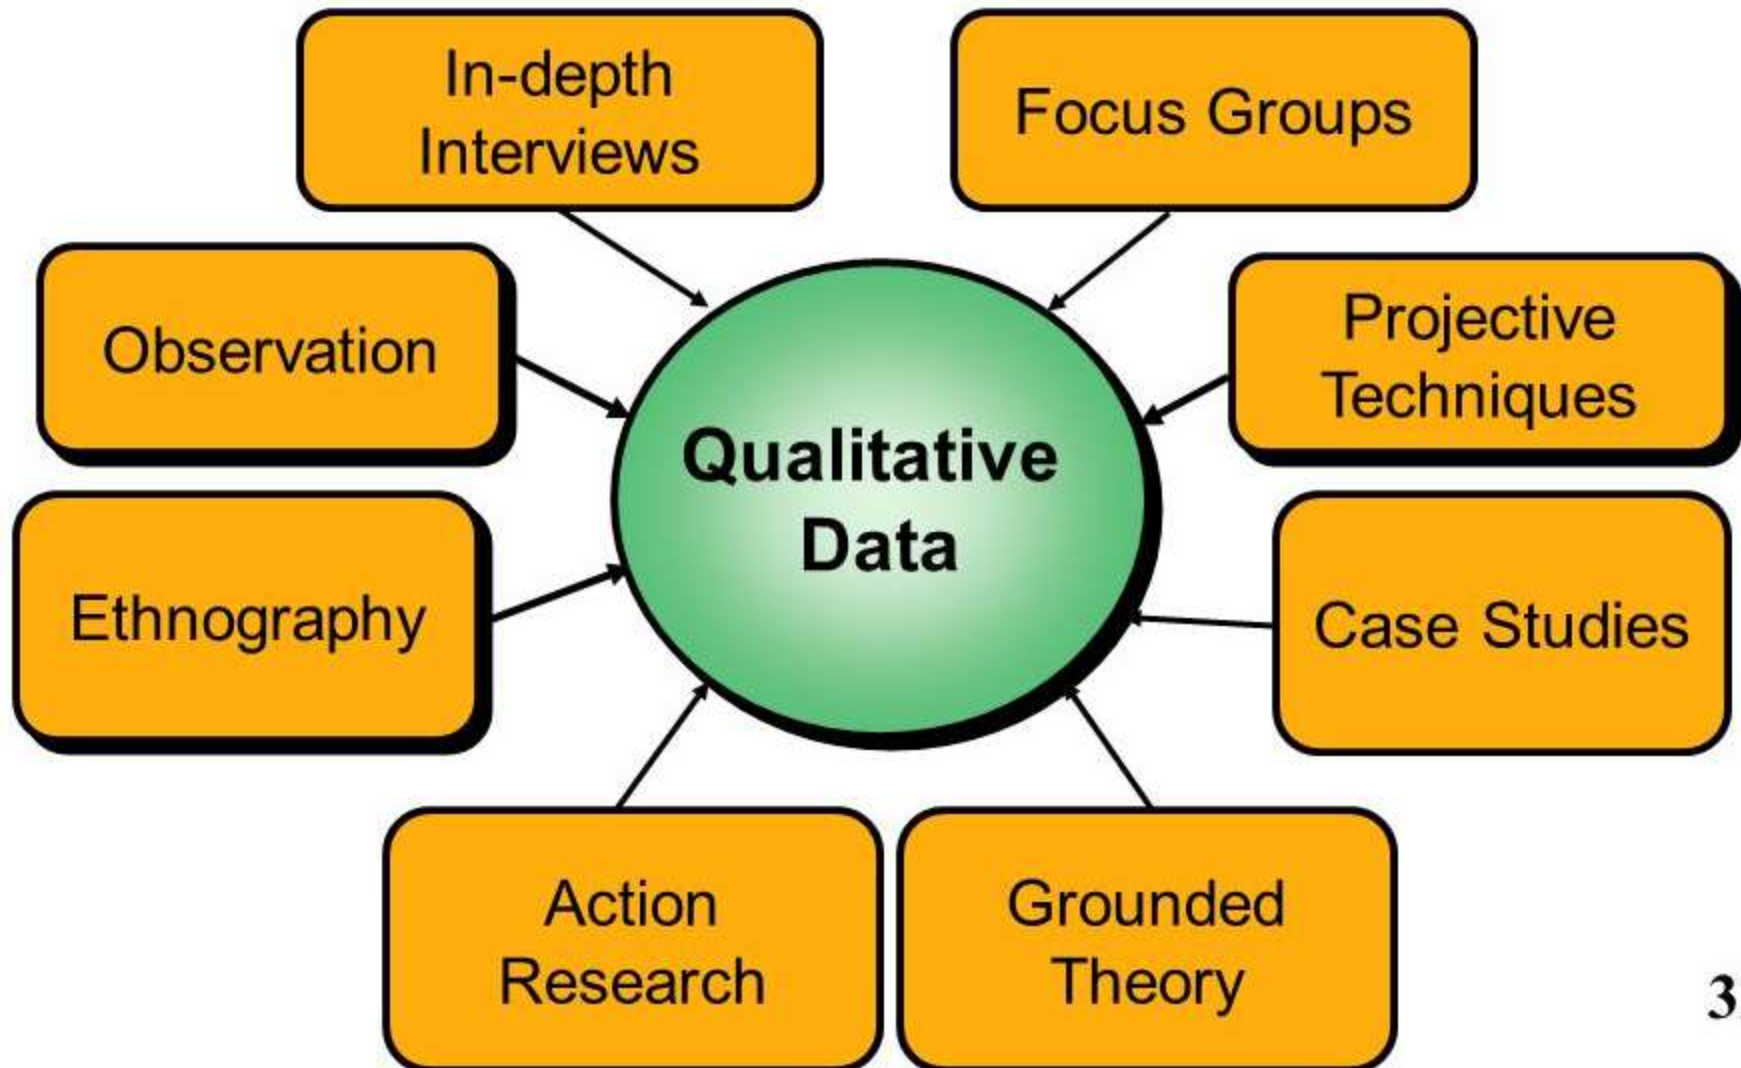 In-depth
Interviews
Focus Groups
Observation
Projective
Techniques
Qualitative
Data
Ethnography
Case Studies
Action
Research
Grounded
Theory
3